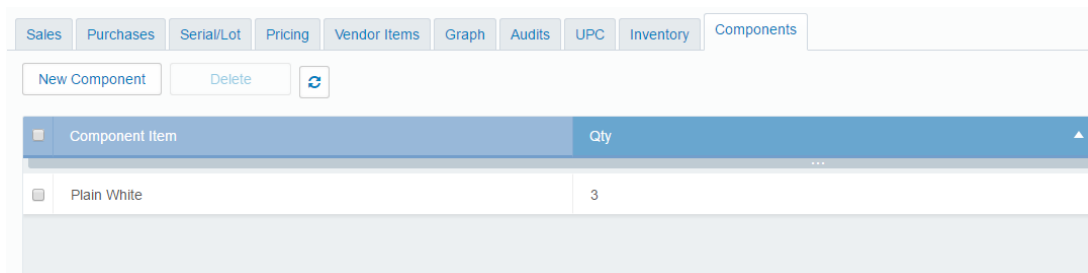 Sales Purchases Serial/Lot Pricing Vendor Items Graph Audits UPC Inventory Components
New Component Delete
Component Item Qty
Plain White 3